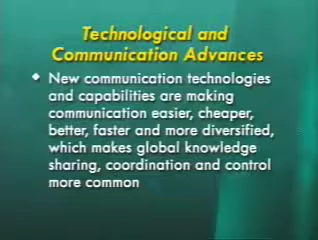 Technological and
Communication Advances
◆ New communication technologies
and capabilities are making
communication easier, cheaper,
better, faster and more diversified,
which makes global knowledge
sharing, coordination and control
more common